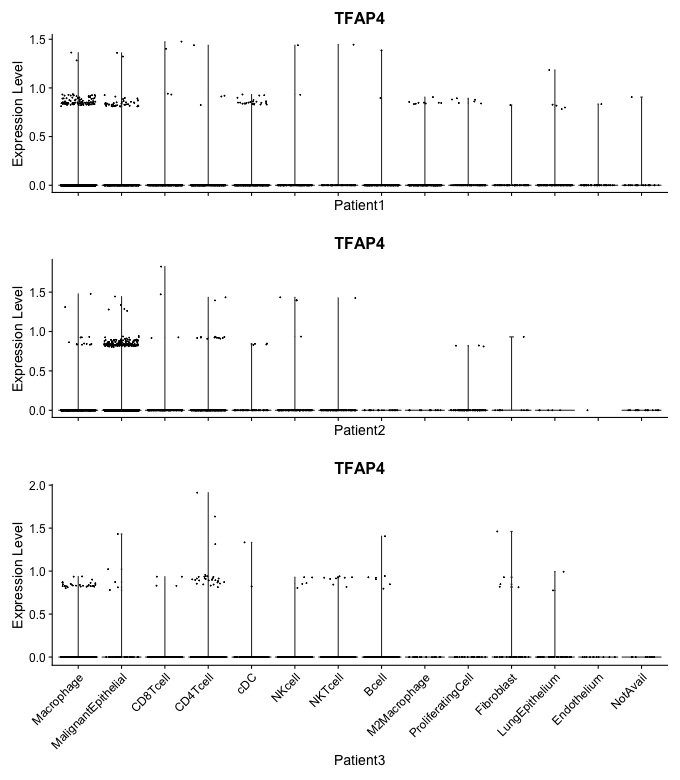 TFAP4
Expression Level
1.5
1.0
0.5
0.0
Patient1
TFAP4
Expression Level
1.5
1.0
0.5
0.0
Patient2
TFAP4
Expression Level
2.0
1.5
1.0
0.5
0.0
Macrophage
MalignantEpithelial
CD8Tcell
CD4Tcell
cDC
NKcell
NKTcell
Bcell
M2Macrophage
ProliferatingCell
Fibroblast
LungEpithelium
Endothelium
NotAvail
Patient3